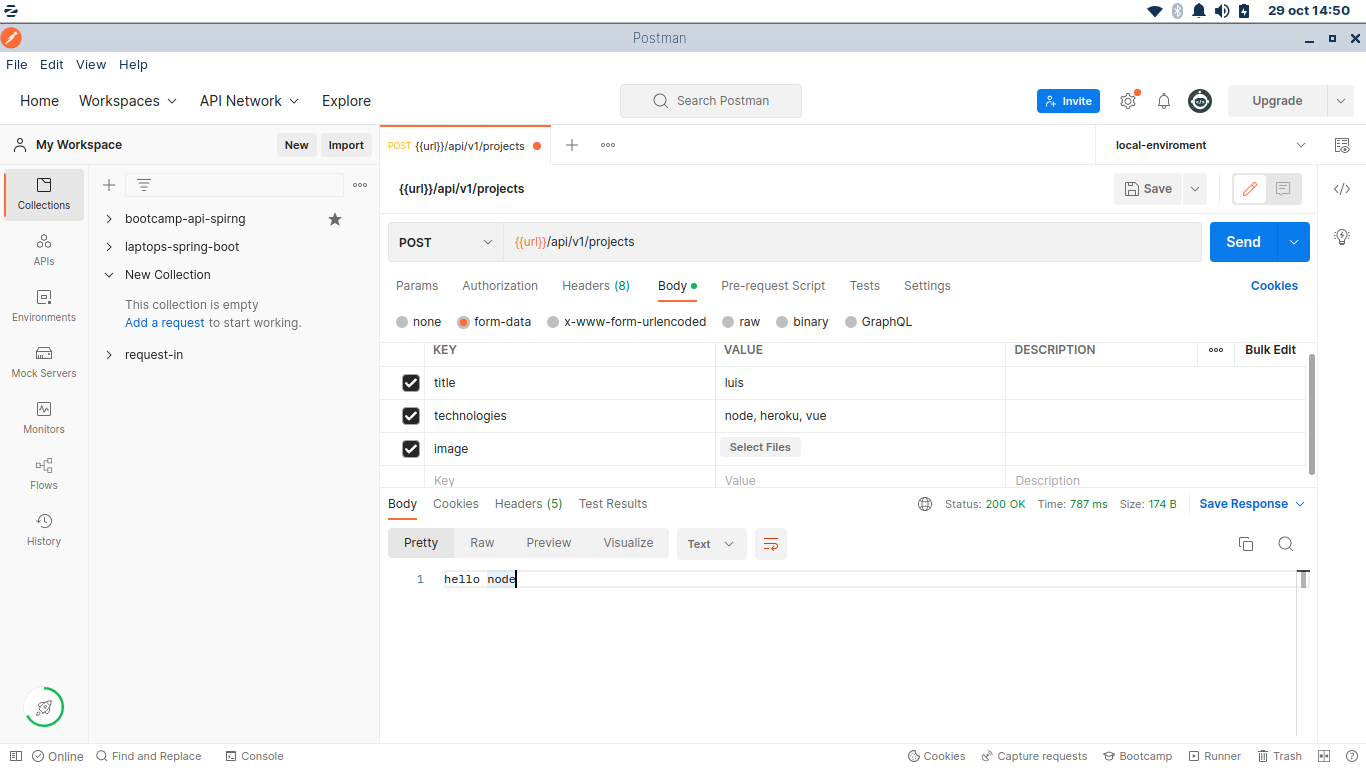 29 oct 14:50
Postman
File Edit View Help
Home Workspaces API Network Explore Search Postman Invite Upgrade
My Workspace New Import POST {{url}}/api/v1/projects local-enviroment
Collections
APIs
Environments
Mock Servers
Monitors
Flows
History
bootcamp-api-spirng
laptops-spring-boot
New Collection
This collection is empty
Add a request to start working.
request-in
{{url}}/api/v1/projects Save
POST {{url}}/api/v1/projects Send
Params Authorization Headers (8) Body Pre-request Script Tests Settings Cookies
none form-data x-www-form-urlencoded raw binary GraphQL
KEY VALUE DESCRIPTION Bulk Edit
title luis
technologies node, heroku, vue
image Select Files
Key Value Description
Body Cookies Headers (5) Test Results Status: 200 OK Time: 787 ms Size: 174 B Save Response
Pretty Raw Preview Visualize Text
1 hello node
Online Find and Replace Console Cookies Capture requests Bootcamp Runner Trash